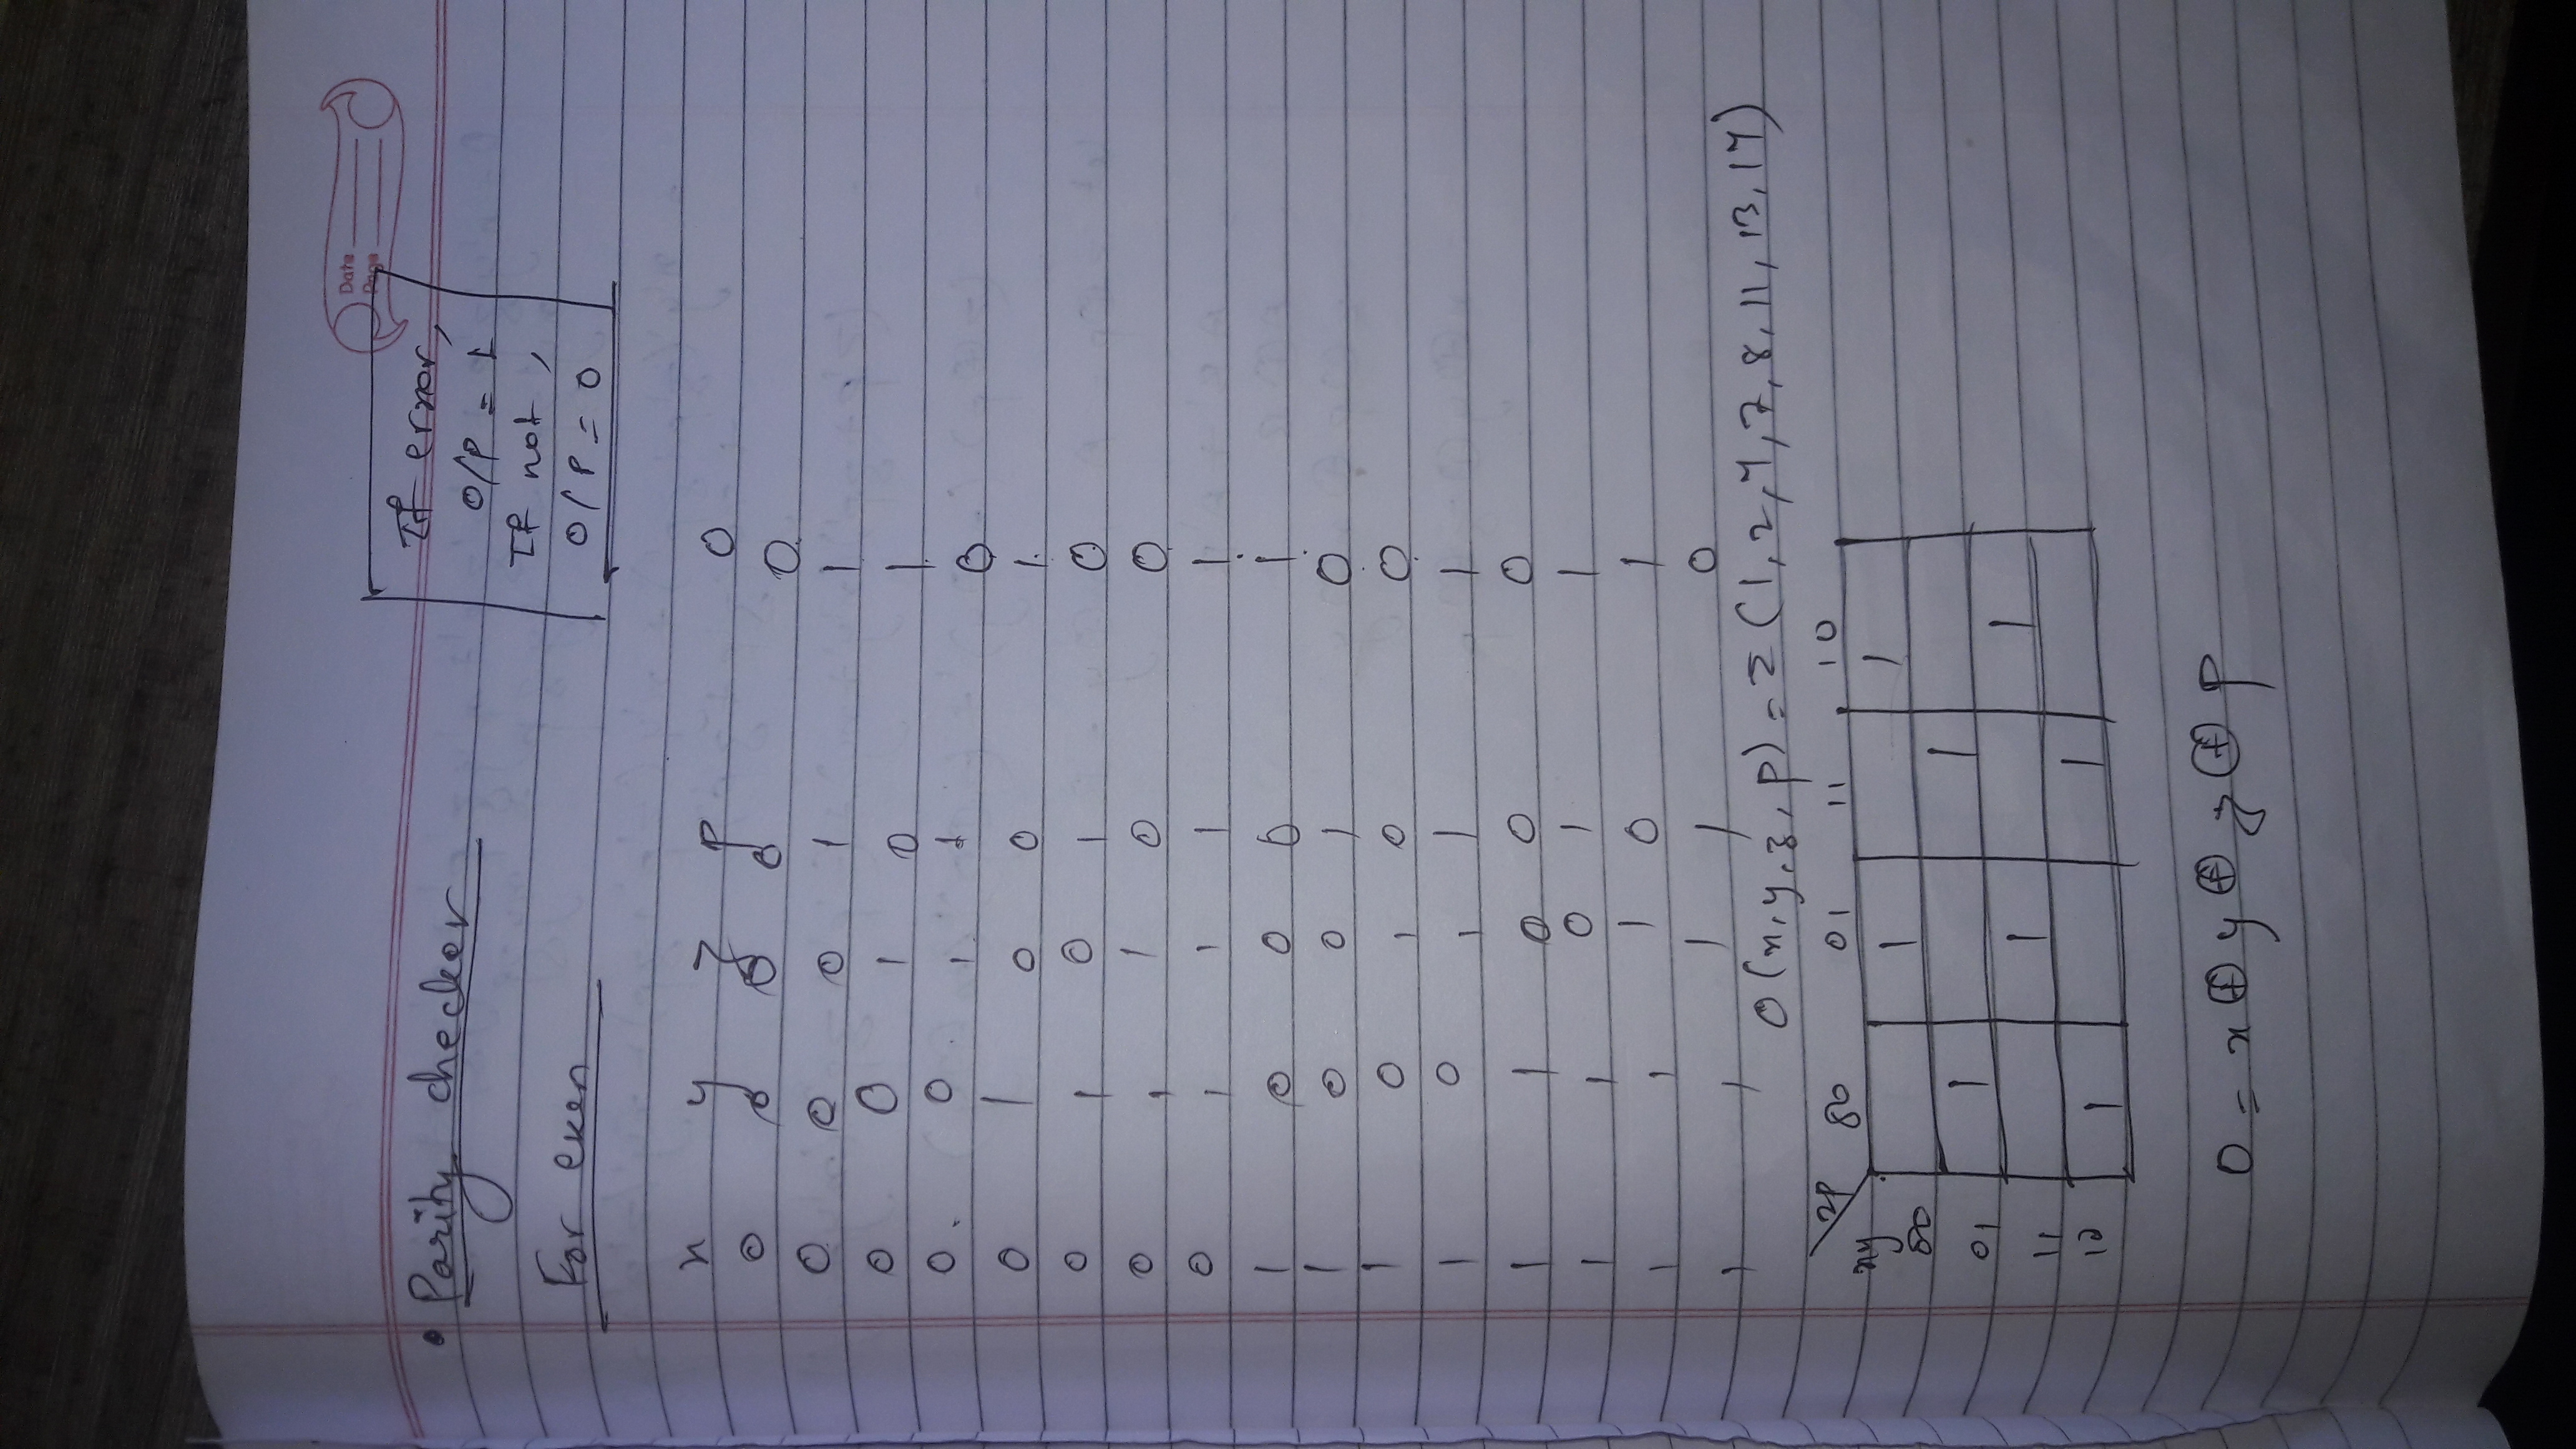 Date
Page
• Parity checker
If error,
O/P = 1
If not,
O/P = 0
For even
x y z P O
0 0 0 0 0
0 0 0 1 1
0 0 1 0 1
0 0 1 1 0
0 1 0 0 1
0 1 0 1 0
0 1 1 0 0
0 1 1 1 1
1 0 0 0 1
1 0 0 1 0
1 0 1 0 0
1 0 1 1 1
1 1 0 0 0
1 1 0 1 1
1 1 1 0 1
1 1 1 1 0
O(x,y,z,P) = Σ(1,2,4,7,8,11,13,14)
xy zP 00 01 11 10
00 1 1
01 1 1
11 1 1
10 1 1
O = x ⊕ y ⊕ z ⊕ P